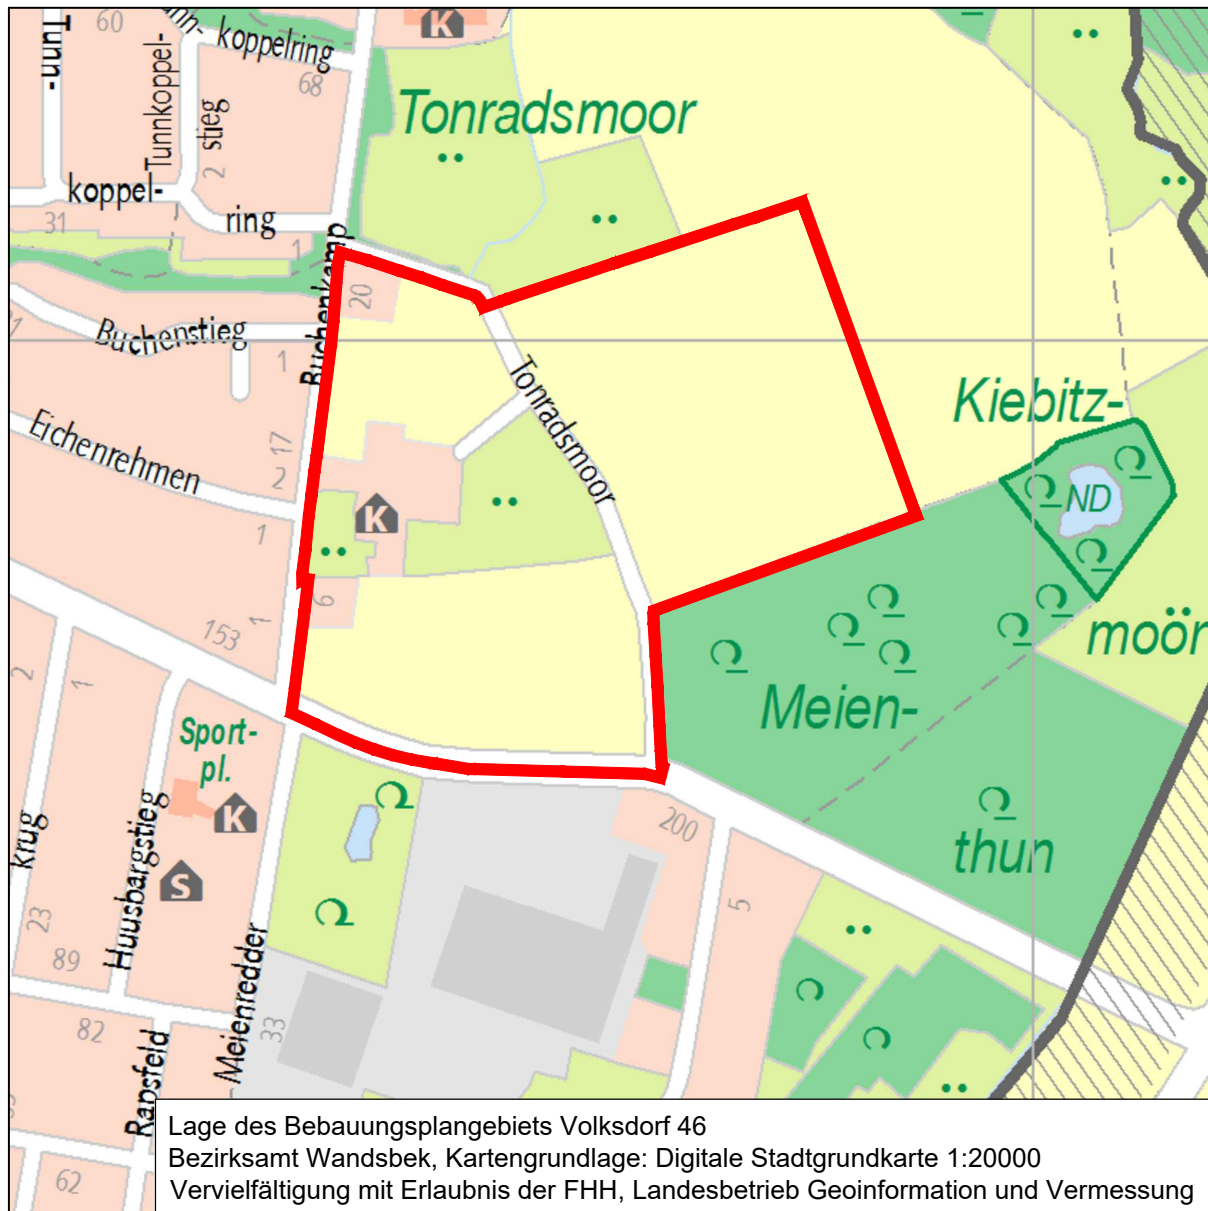 60
Tunn-
koppelring
K
68
Tunn-
Tunnkoppel-
stieg
2
koppel-
31
ring
1
Tonradsmoor
Buchenkamp
20
Buchenstieg
1
Tonradsmoor
Kiebitz-
Eichenrehmen
17
2
1
K
ND
6
153
1
moor
2
1
Meien-
Sport-
pl.
K
S
krug
Huusbargstieg
200
thun
23
5
89
Meienredder
82
33
Rapsfeld
62
Lage des Bebauungsplangebiets Volksdorf 46
Bezirksamt Wandsbek, Kartengrundlage: Digitale Stadtgrundkarte 1:20000
Vervielfältigung mit Erlaubnis der FHH, Landesbetrieb Geoinformation und Vermessung